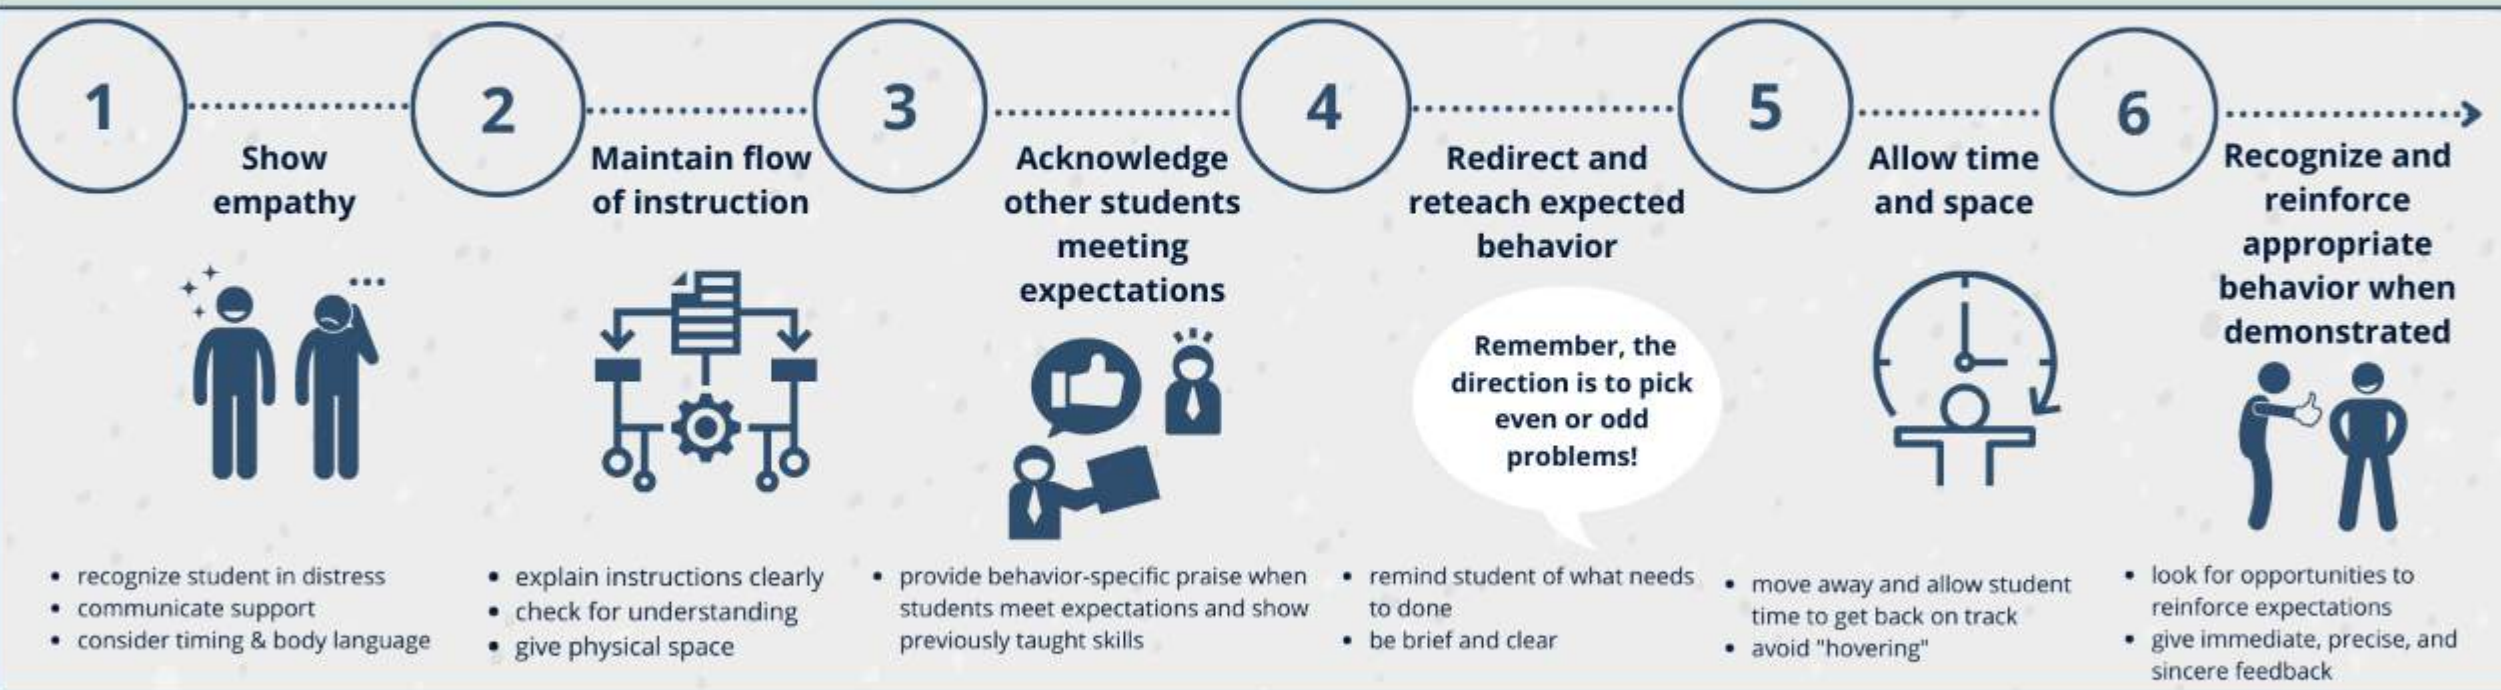 1
Show
empathy
• recognize student in distress
• communicate support
• consider timing & body language
2
Maintain flow
of instruction
• explain instructions clearly
• check for understanding
• give physical space
3
Acknowledge
other students
meeting
expectations
• provide behavior-specific praise when
students meet expectations and show
previously taught skills
4
Redirect and
reteach expected
behavior
Remember, the
direction is to pick
even or odd
problems!
• remind student of what needs
to done
• be brief and clear
5
Allow time
and space
• move away and allow student
time to get back on track
• avoid "hovering"
6
Recognize and
reinforce
appropriate
behavior when
demonstrated
• look for opportunities to
reinforce expectations
• give immediate, precise, and
sincere feedback